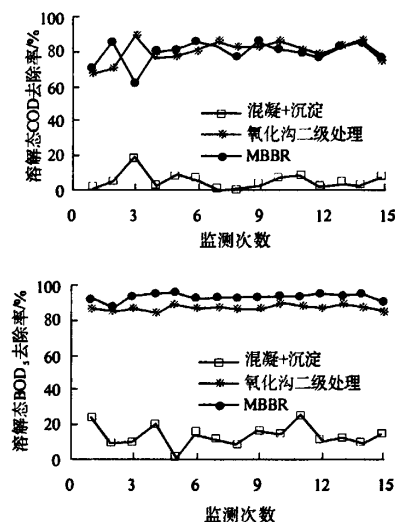 溶解态COD去除率/%
100
80
60
40
20
0
混凝+沉淀
氧化沟二级处理
MBBR
0 3 6 9 12 15
监测次数
溶解态BOD₅去除率/%
100
80
60
40
20
0
混凝+沉淀
氧化沟二级处理
MBBR
0 3 6 9 12 15
监测次数